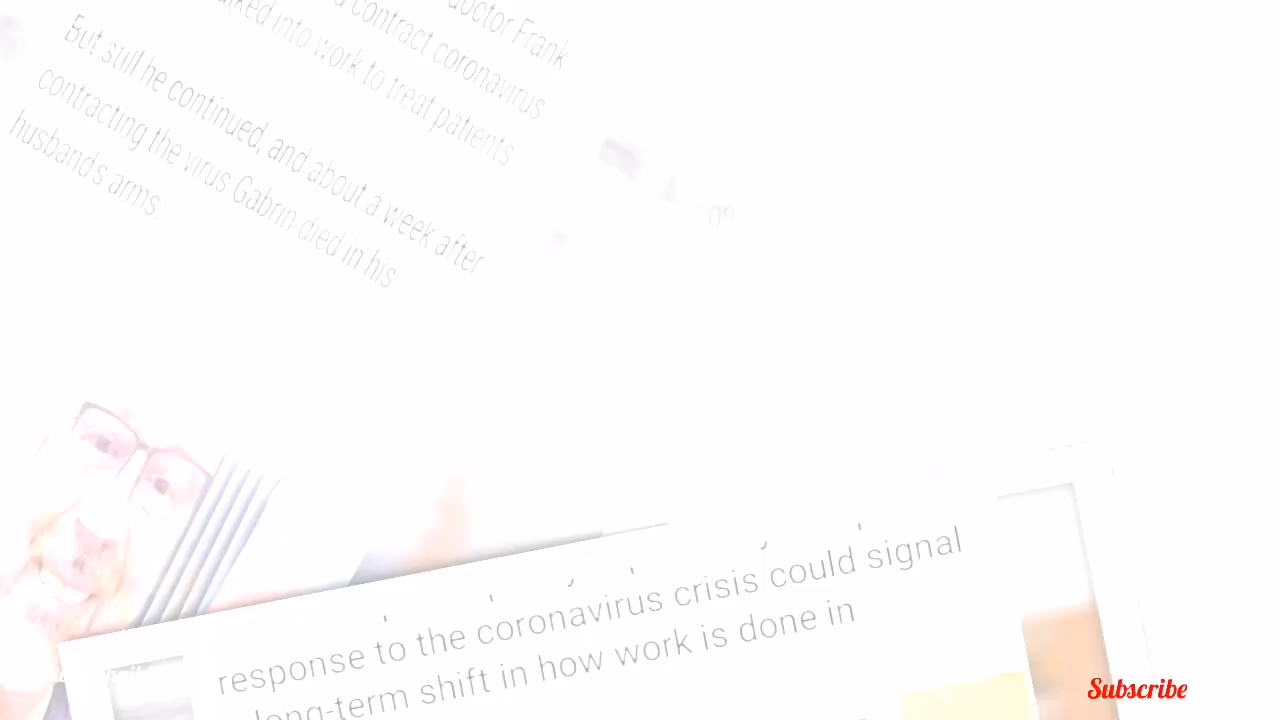 doctor Frank
contract coronavirus
into work to treat patients
But still he continued, and about a week after
contracting the virus Gabrin died in his
husband's arms.
response to the coronavirus crisis could signal
long-term shift in how work is done in
Subscribe